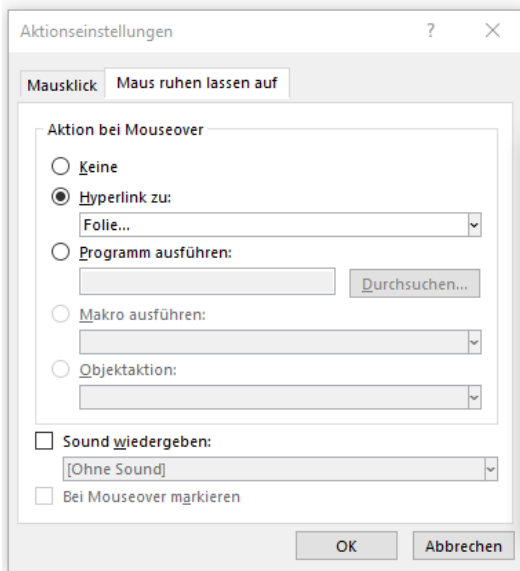 Aktionseinstellungen
Mausklick Maus ruhen lassen auf
Aktion bei Mouseover
Keine
Hyperlink zu:
Folie...
Programm ausführen:
Durchsuchen...
Makro ausführen:
Objektaktion:
Sound wiedergeben:
[Ohne Sound]
Bei Mouseover markieren
OK Abbrechen